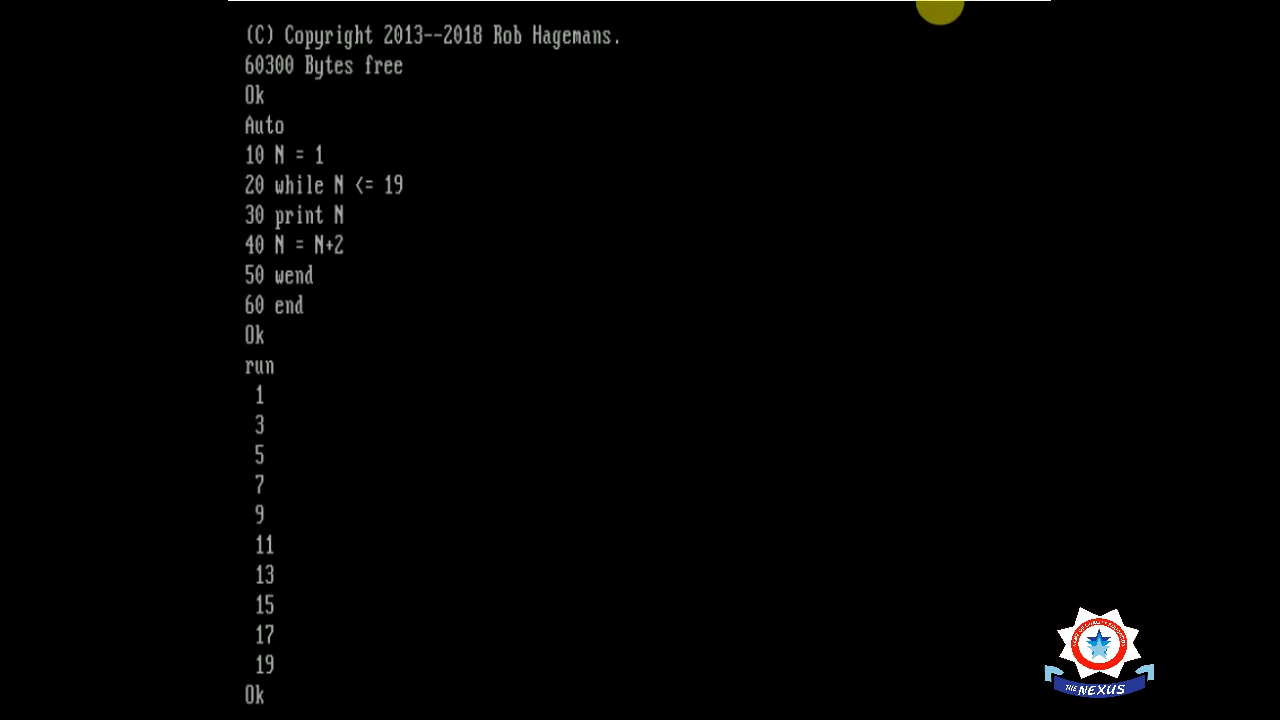 (C) Copyright 2013--2018 Rob Hagemans.
60300 Bytes free
Ok
Auto
10 N = 1
20 while N <= 19
30 print N
40 N = N+2
50 wend
60 end
Ok
run
1
3
5
7
9
11
13
15
17
19
Ok
THE NEXUS